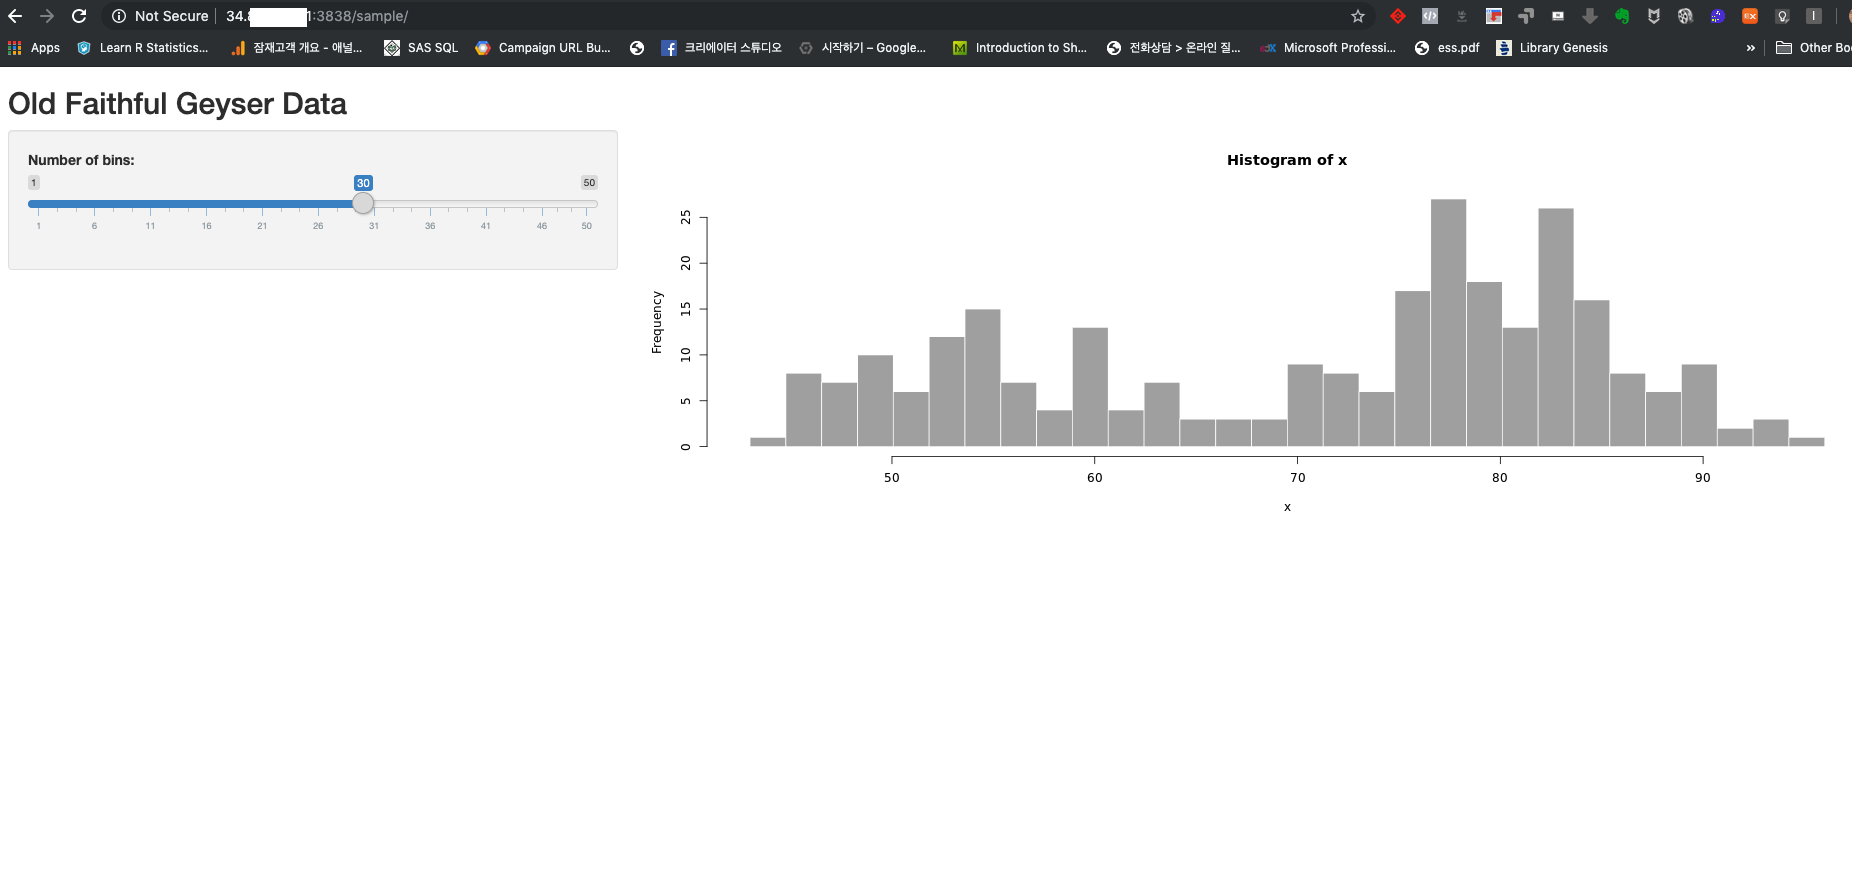 Not Secure 34. :3838/sample/
Apps Learn R Statistics... 잠재고객 개요 - 애널... SAS SQL Campaign URL Bu... 크리에이터 스튜디오 시작하기 – Google... Introduction to Sh... 전화상담 > 온라인 질... Microsoft Professi... ess.pdf Library Genesis » Other Boo
Old Faithful Geyser Data
Number of bins:
1 30 50
1 6 11 16 21 26 31 36 41 46 50
Histogram of x
Frequency
25
20
15
10
5
0
50 60 70 80 90
x